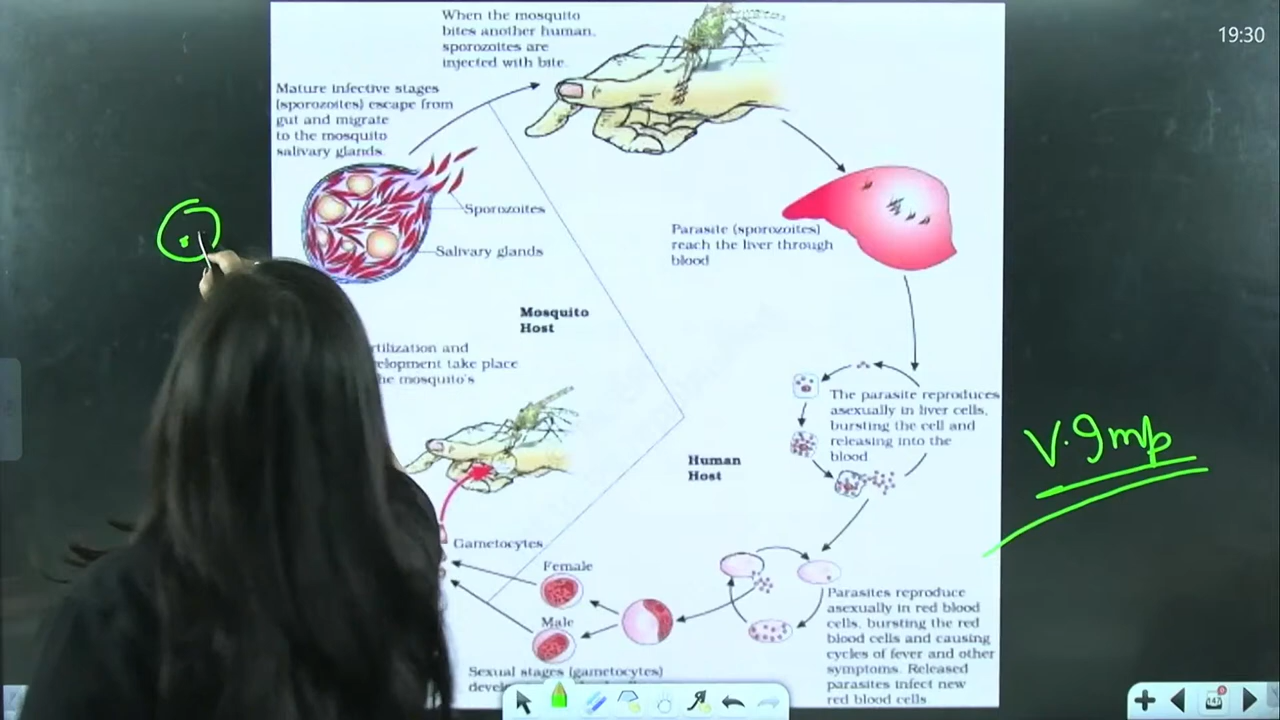 19:30
When the mosquito
bites another human,
sporozoites are
injected with bite.
Mature infective stages
(sporozoites) escape from
gut and migrate
to the mosquito
salivary glands.
Sporozoites
Salivary glands
Parasite (sporozoites)
reach the liver through
blood
Mosquito
Host
rtilization and
elopment take place
he mosquito's
The parasite reproduces
asexually in liver cells,
bursting the cell and
releasing into the
blood
V. Imp
Human
Host
Gametocytes
Female
Male
Parasites reproduce
asexually in red blood
cells, bursting the red
blood cells and causing
cycles of fever and other
symptoms. Released
parasites infect new
red blood cells
Sexual stages (gametocytes)